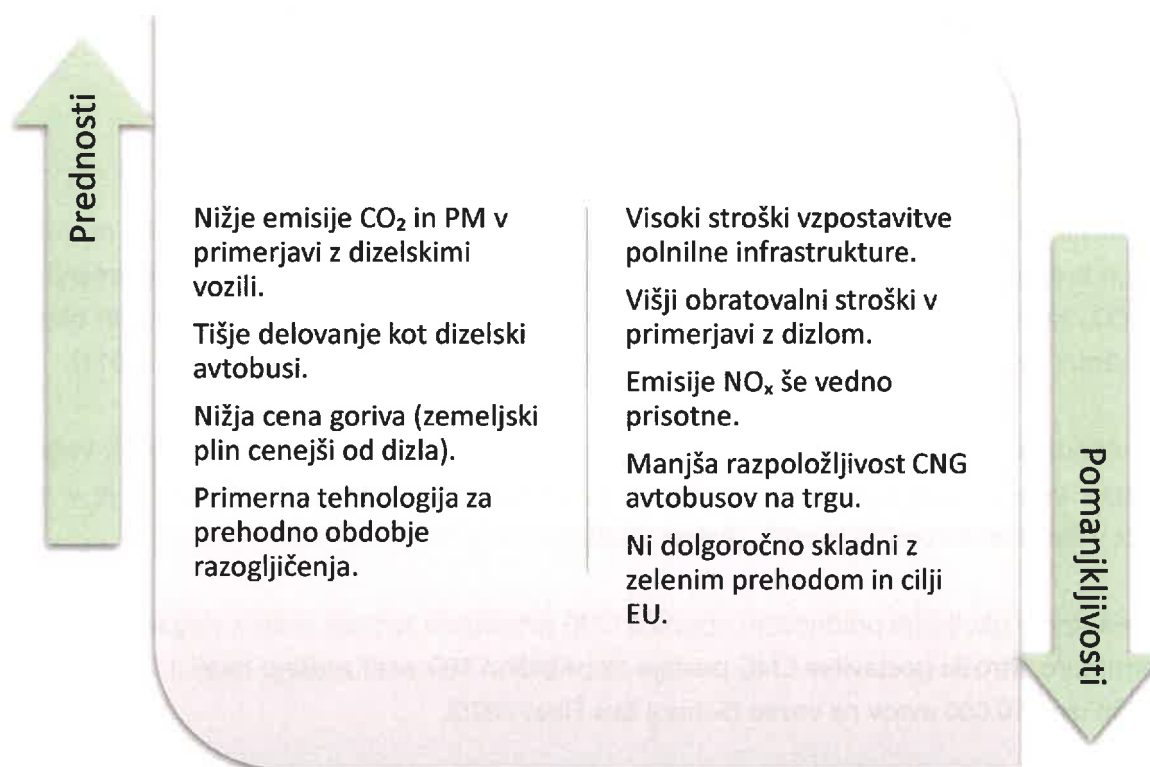 Prednosti
Nižje emisije CO₂ in PM v
primerjavi z dizelskimi
vozili.
Tišje delovanje kot dizelski
avtobusi.
Nižja cena goriva (zemeljski
plin cenejši od dizla).
Primerna tehnologija za
prehodno obdobje
razogljičenja.
Visoki stroški vzpostavitve
polnilne infrastrukture.
Višji obratovalni stroški v
primerjavi z dizlom.
Emisije NOₓ še vedno
prisotne.
Manjša razpoložljivost CNG
avtobusov na trgu.
Ni dolgoročno skladni z
zelenim prehodom in cilji
EU.
Pomanjkljivosti